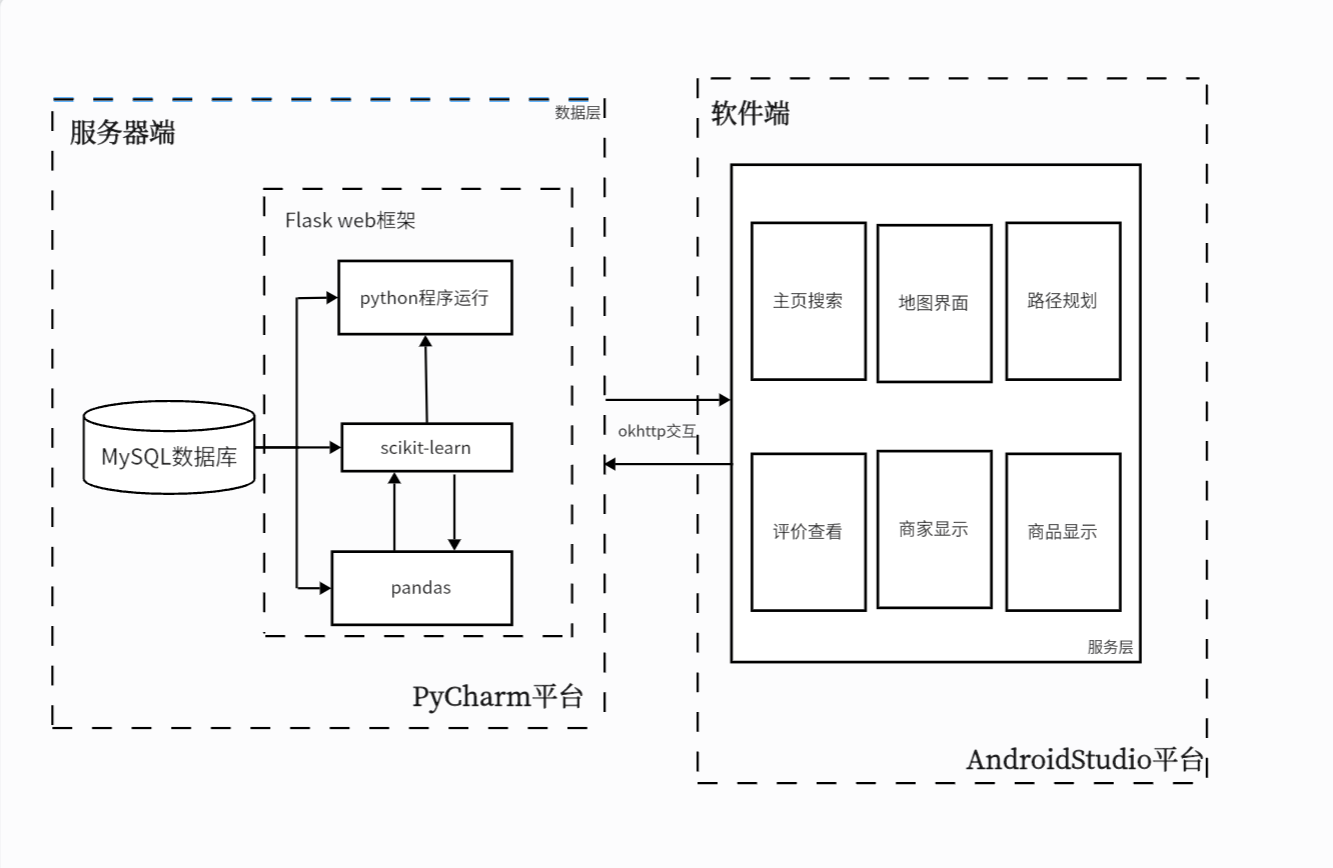 服务器端
数据层
Flask web框架
python程序运行
scikit-learn
MySQL数据库
pandas
PyCharm平台
okhttp交互
软件端
主页搜索
地图界面
路径规划
评价查看
商家显示
商品显示
服务层
AndroidStudio平台